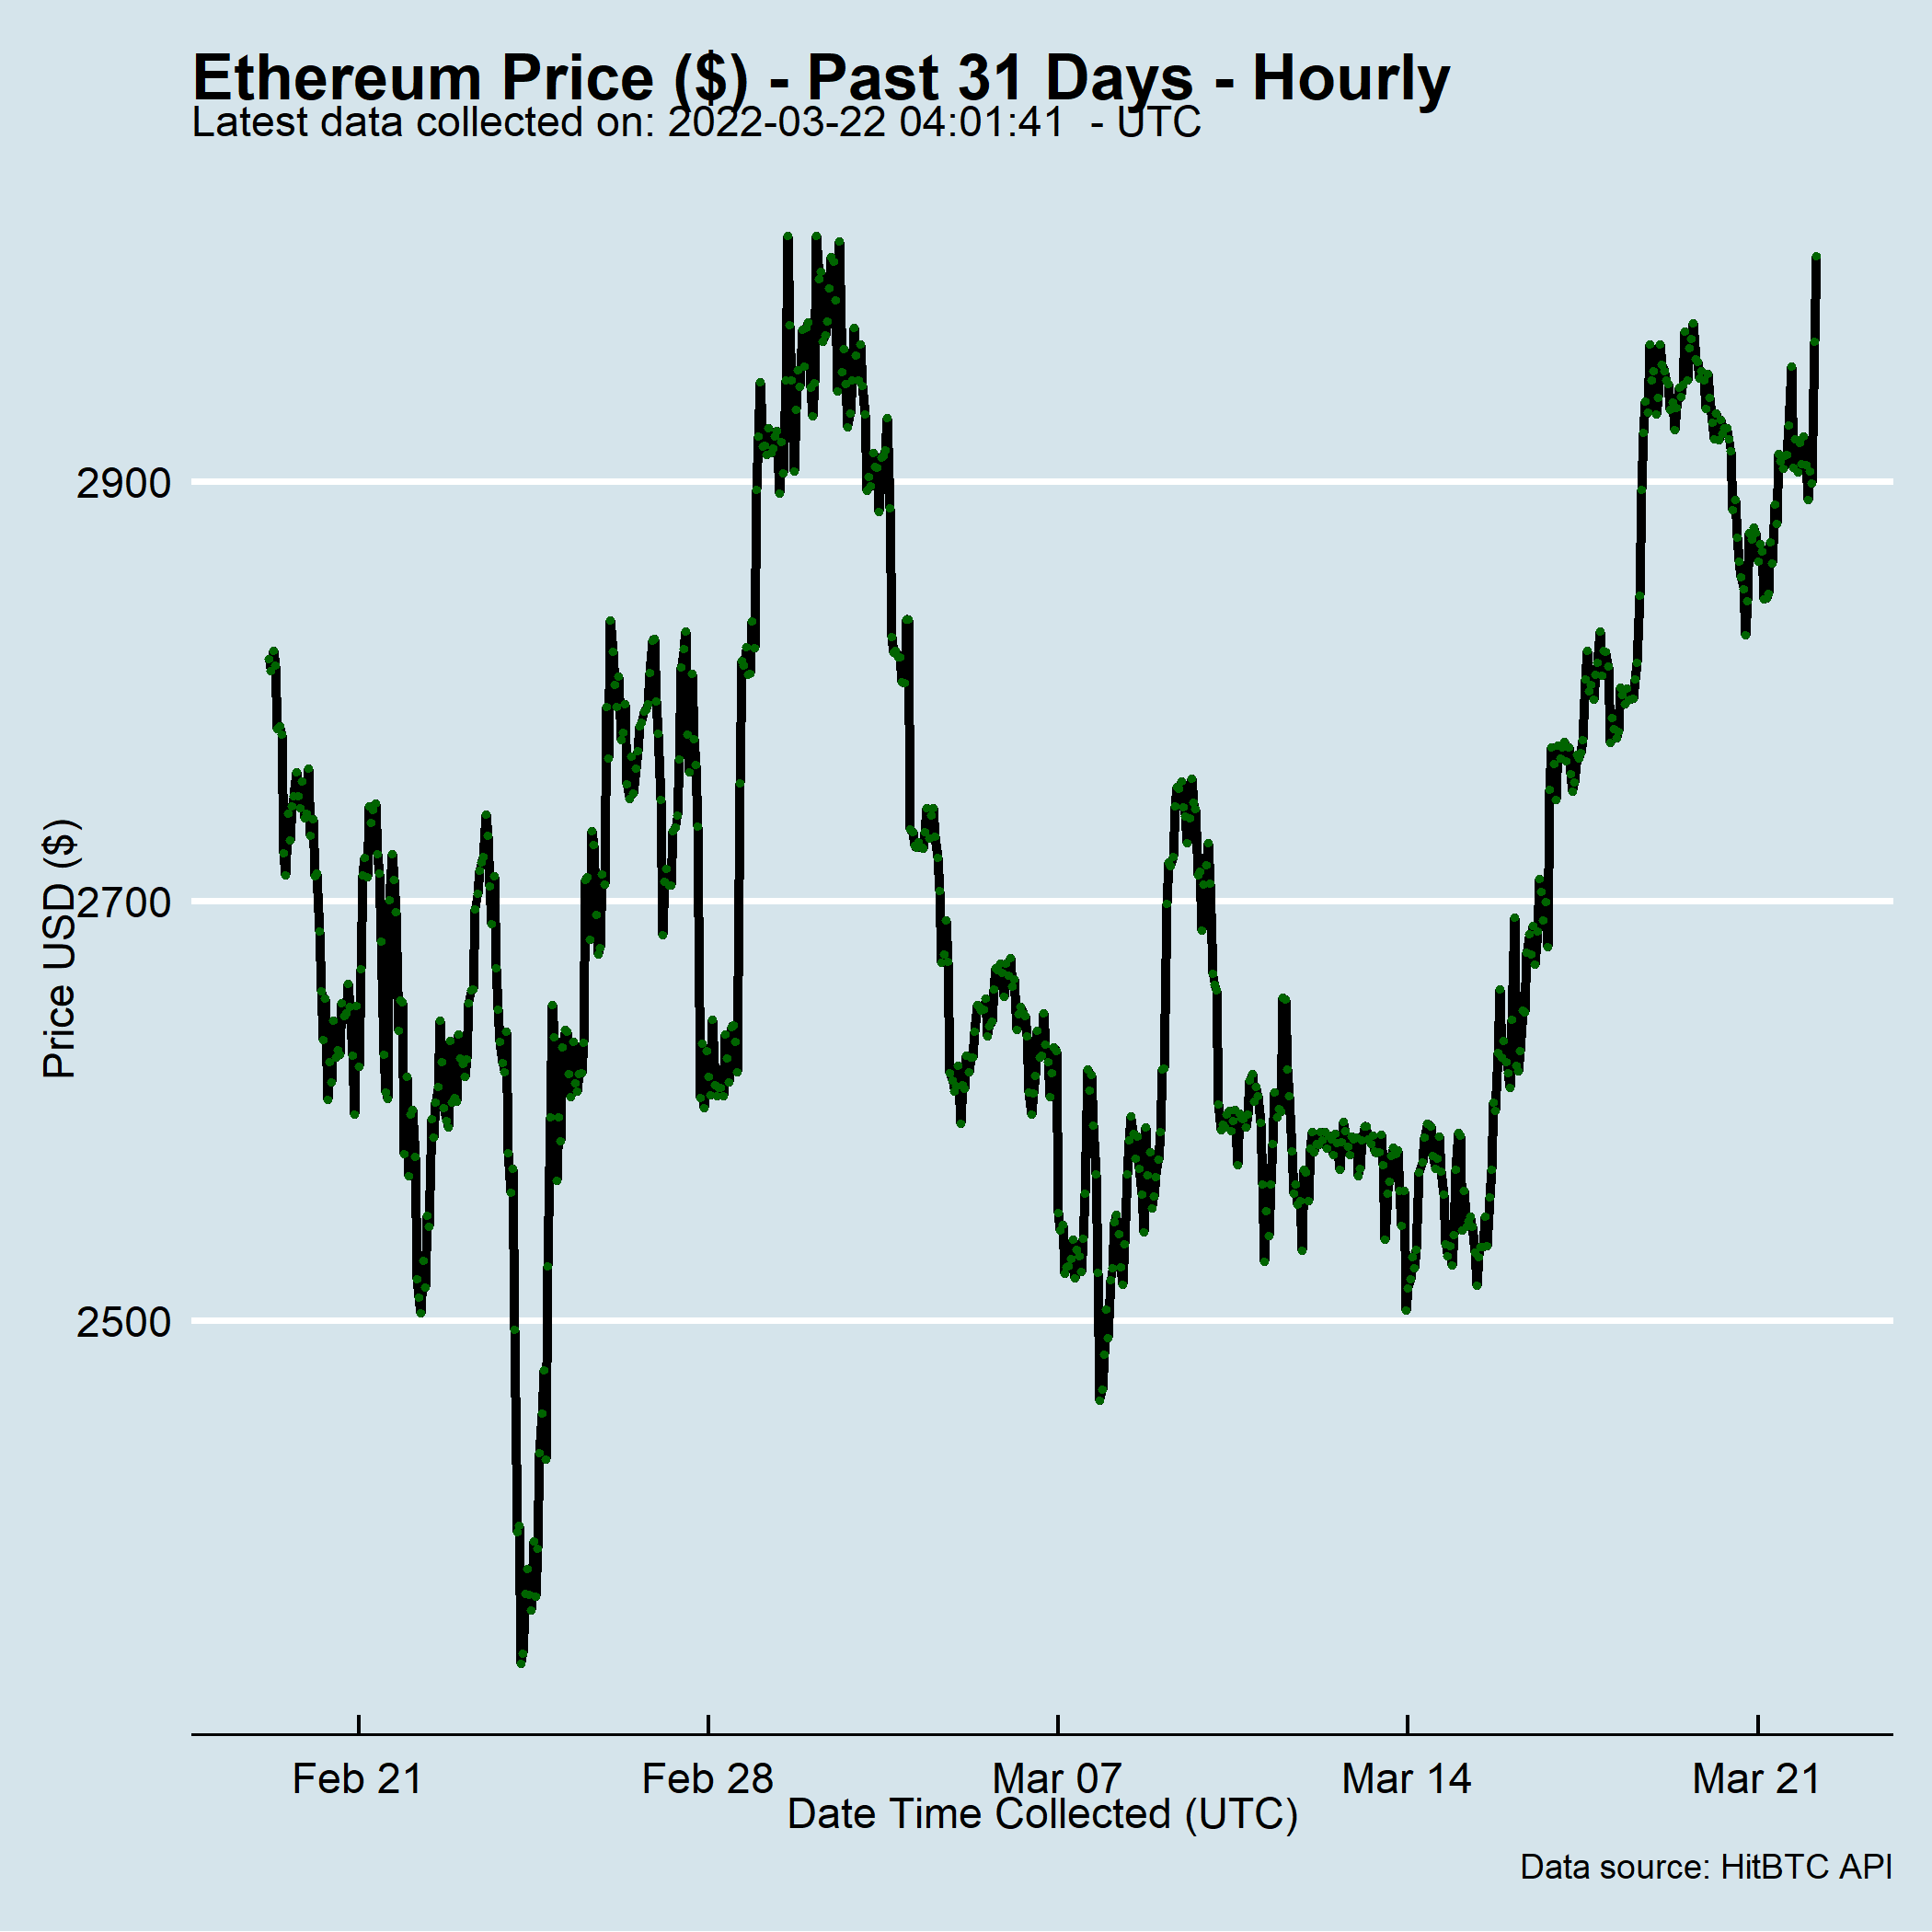 Ethereum Price ($) - Past 31 Days - Hourly
Latest data collected on: 2022-03-22 04:01:41  - UTC
2900
2700
2500
Price USD ($)
Feb 21
Feb 28
Mar 07
Mar 14
Mar 21
Date Time Collected (UTC)
Data source: HitBTC API